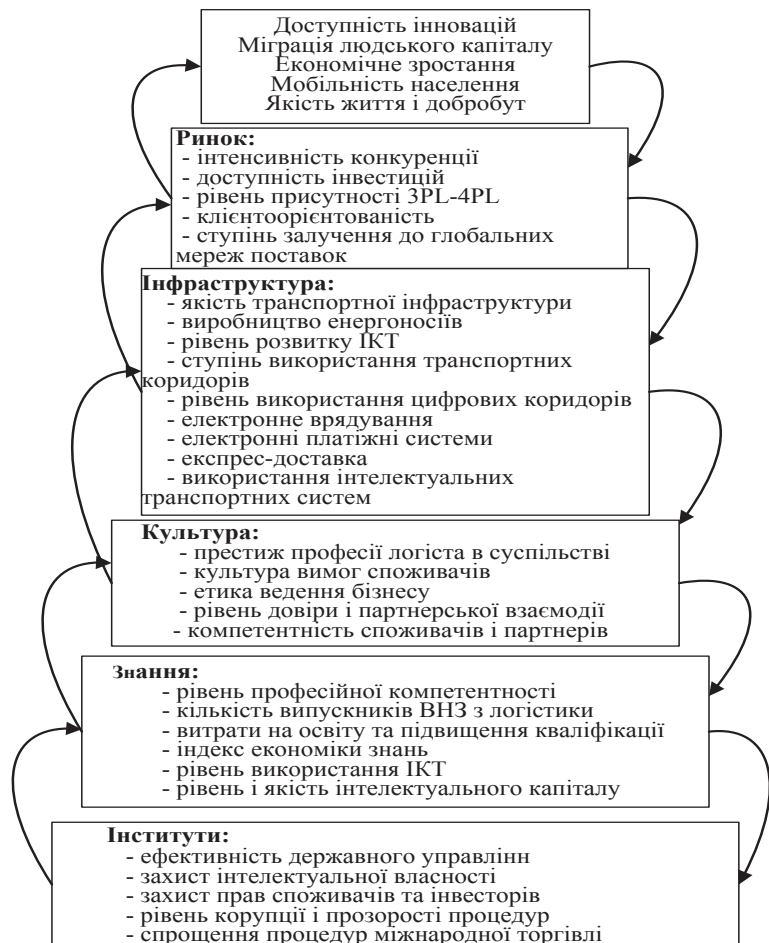 Доступність інновацій
Міграція людського капіталу
Економічне зростання
Мобільність населення
Якість життя і добробут
Ринок:
- інтенсивність конкуренції
- доступність інвестицій
- рівень присутності 3PL-4PL
- клієнтоорієнтованість
- ступінь залучення до глобальних
мереж поставок
Інфраструктура:
- якість транспортної інфраструктури
- виробництво енергоносіїв
- рівень розвитку ІКТ
- ступінь використання транспортних
коридорів
- рівень використання цифрових коридорів
- електронне врядування
- електронні платіжні системи
- експрес-доставка
- використання інтелектуальних
транспортних систем
Культура:
- престиж професії логіста в суспільстві
- культура вимог споживачів
- етика ведення бізнесу
- рівень довіри і партнерської взаємодії
- компетентність споживачів і партнерів
Знання:
- рівень професійної компетентності
- кількість випускників ВНЗ з логістики
- витрати на освіту та підвищення кваліфікації
- індекс економіки знань
- рівень використання ІКТ
- рівень і якість інтелектуального капіталу
Інститути:
- ефективність державного управлінн
- захист інтелектуальної власності
- захист прав споживачів та інвесторів
- рівень корупції і прозорості процедур
- спрощення процедур міжнародної торгівлі